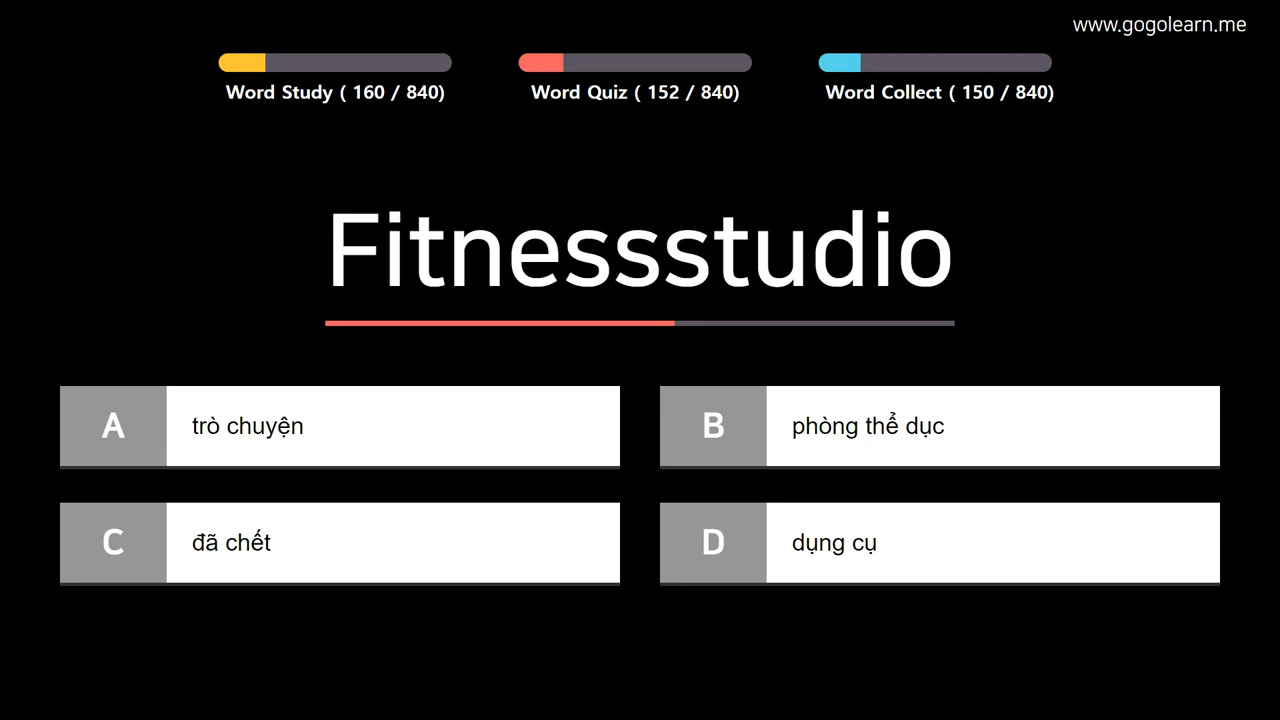 www.gogolearn.me
Word Study ( 160 / 840)
Word Quiz ( 152 / 840)
Word Collect ( 150 / 840)
Fitnessstudio
A
trò chuyện
B
phòng thể dục
C
đã chết
D
dụng cụ